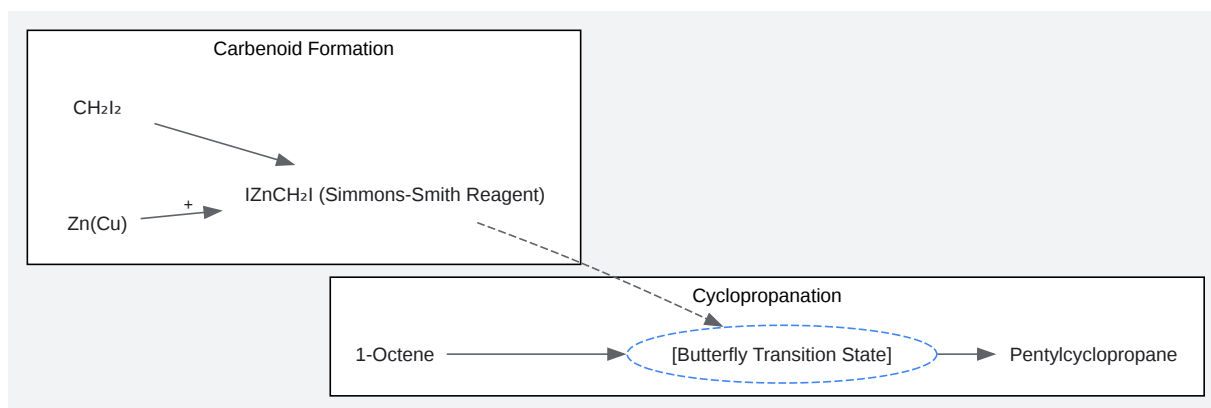 Carbenoid Formation
CH₂I₂
IZnCH₂I (Simmons-Smith Reagent)
+
Zn(Cu)
Cyclopropanation
1-Octene
[Butterfly Transition State]
Pentylcyclopropane